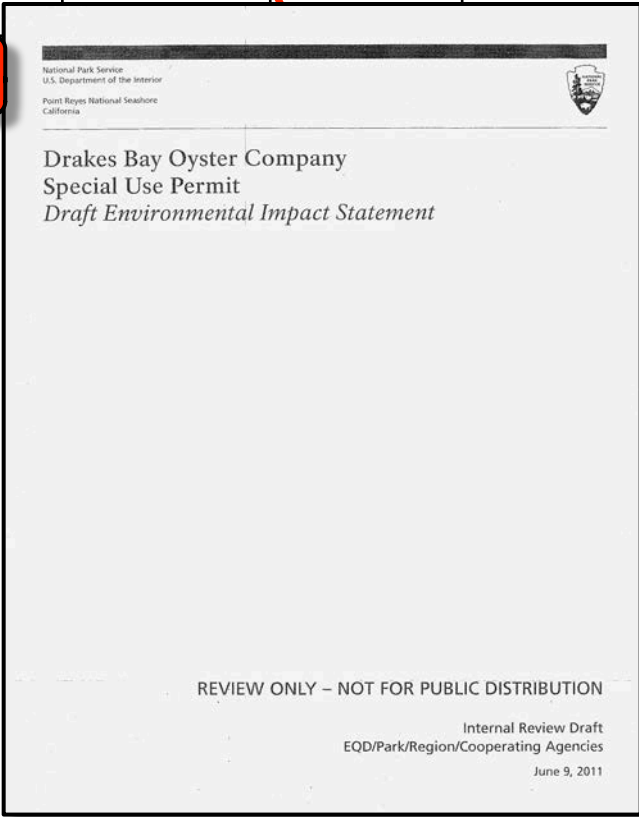 National Park Service
U.S. Department of the Interior
Point Reyes National Seashore
California
Drakes Bay Oyster Company
Special Use Permit
Draft Environmental Impact Statement
REVIEW ONLY – NOT FOR PUBLIC DISTRIBUTION
Internal Review Draft
EQD/Park/Region/Cooperating Agencies
June 9, 2011